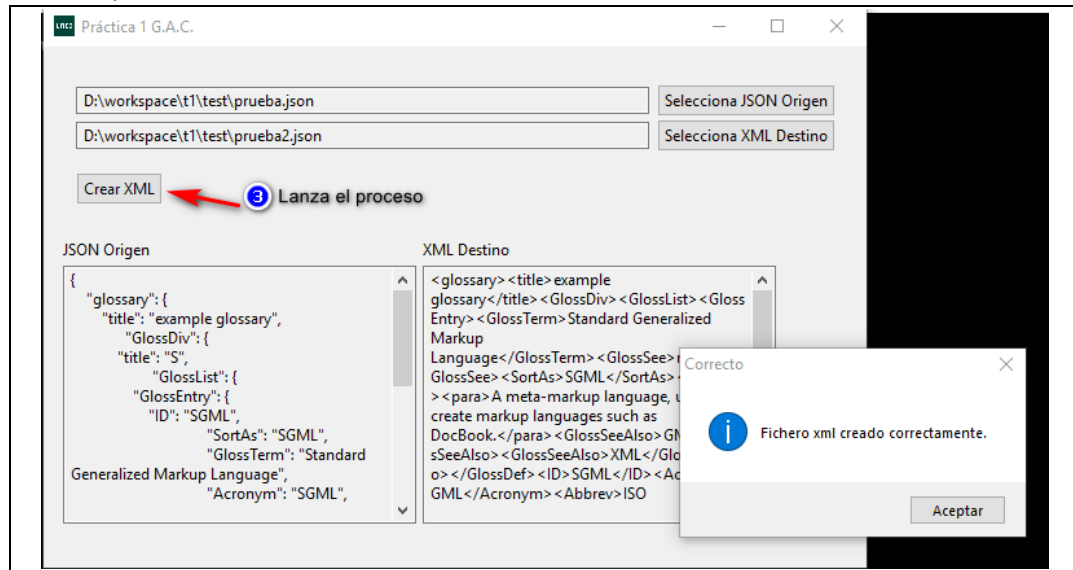 Práctica 1 G.A.C.
D:\workspace\t1\test\prueba.json
Selecciona JSON Origen
D:\workspace\t1\test\prueba2.json
Selecciona XML Destino
Crear XML
3 Lanza el proceso
JSON Origen
XML Destino
{
"glossary": {
"title": "example glossary",
"GlossDiv": {
"title": "S",
"GlossList": {
"GlossEntry": {
"ID": "SGML",
"SortAs": "SGML",
"GlossTerm": "Standard
Generalized Markup Language",
"Acronym": "SGML",
<glossary><title>example
glossary</title><GlossDiv><GlossList><Gloss
Entry><GlossTerm>Standard Generalized
Markup
Language</GlossTerm><GlossSee>
GlossSee><SortAs>SGML</SortAs>
><para>A meta-markup language,
create markup languages such as
DocBook.</para><GlossSeeAlso>GM
sSeeAlso><GlossSeeAlso>XML</Glo
o></GlossDef><ID>SGML</ID><Ac
GML</Acronym><Abbrev>ISO
Correcto
Fichero xml creado correctamente.
Aceptar